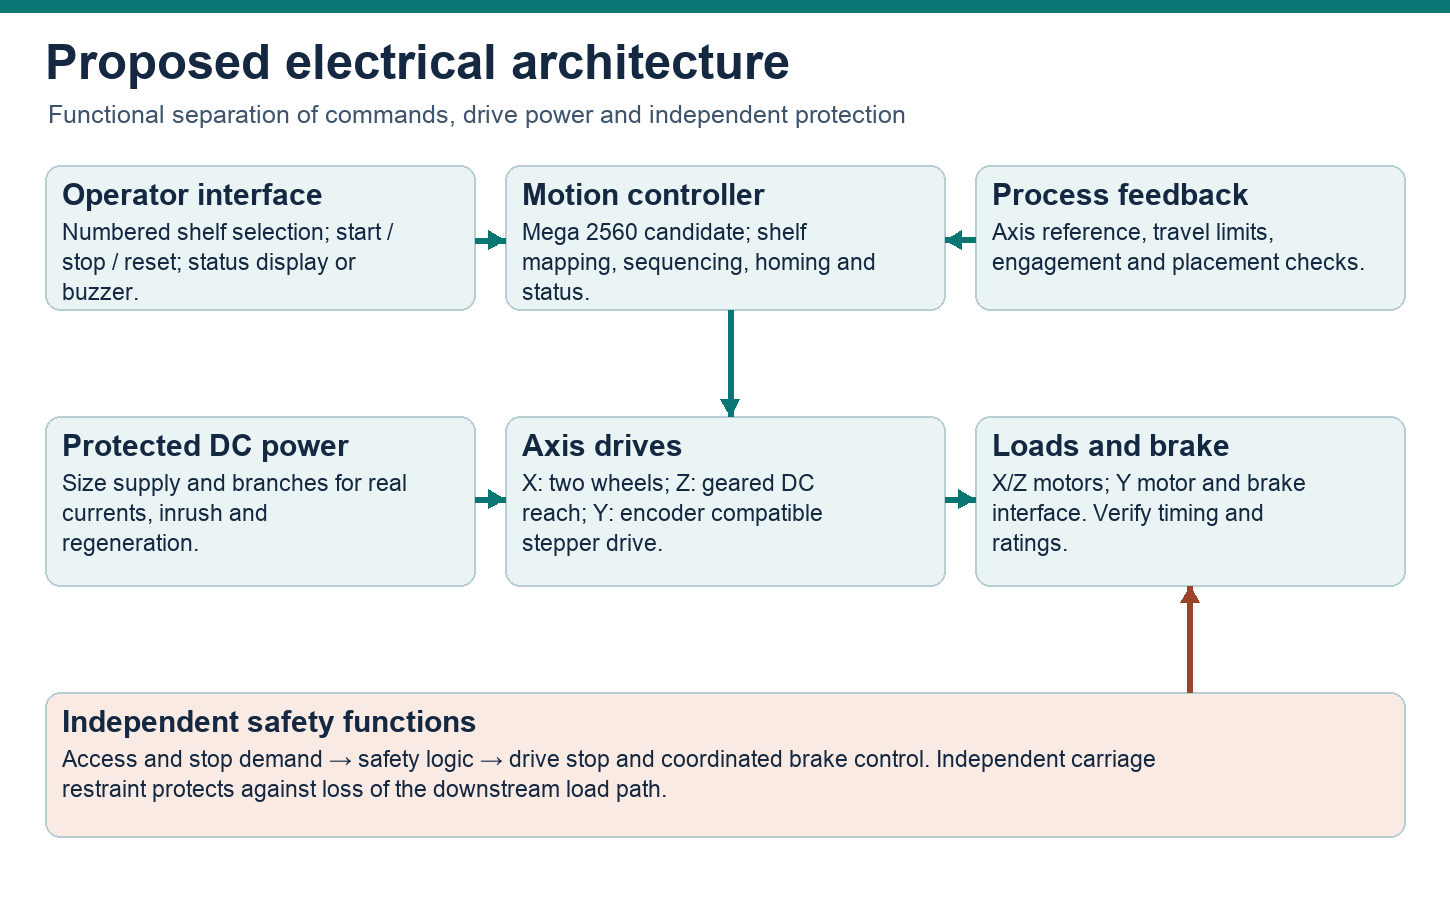 Proposed electrical architecture
Functional separation of commands, drive power and independent protection
Operator interface
Numbered shelf selection; start /
stop / reset; status display or
buzzer.
Motion controller
Mega 2560 candidate; shelf
mapping, sequencing, homing and
status.
Process feedback
Axis reference, travel limits,
engagement and placement checks.
Protected DC power
Size supply and branches for real
currents, inrush and
regeneration.
Axis drives
X: two wheels; Z: geared DC
reach; Y: encoder compatible
stepper drive.
Loads and brake
X/Z motors; Y motor and brake
interface. Verify timing and
ratings.
Independent safety functions
Access and stop demand → safety logic → drive stop and coordinated brake control. Independent carriage
restraint protects against loss of the downstream load path.